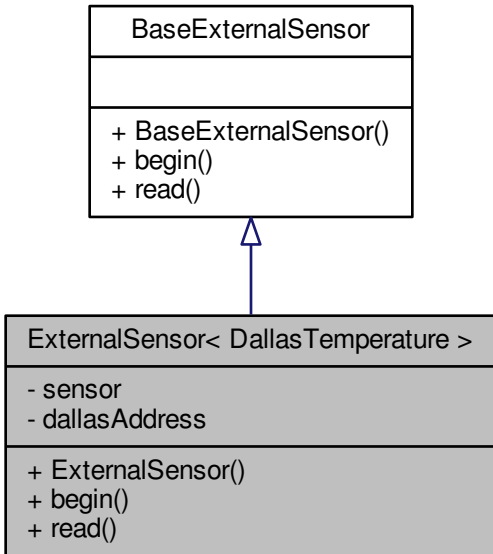 BaseExternalSensor
+ BaseExternalSensor()
+ begin()
+ read()
ExternalSensor< DallasTemperature >
- sensor
- dallasAddress
+ ExternalSensor()
+ begin()
+ read()